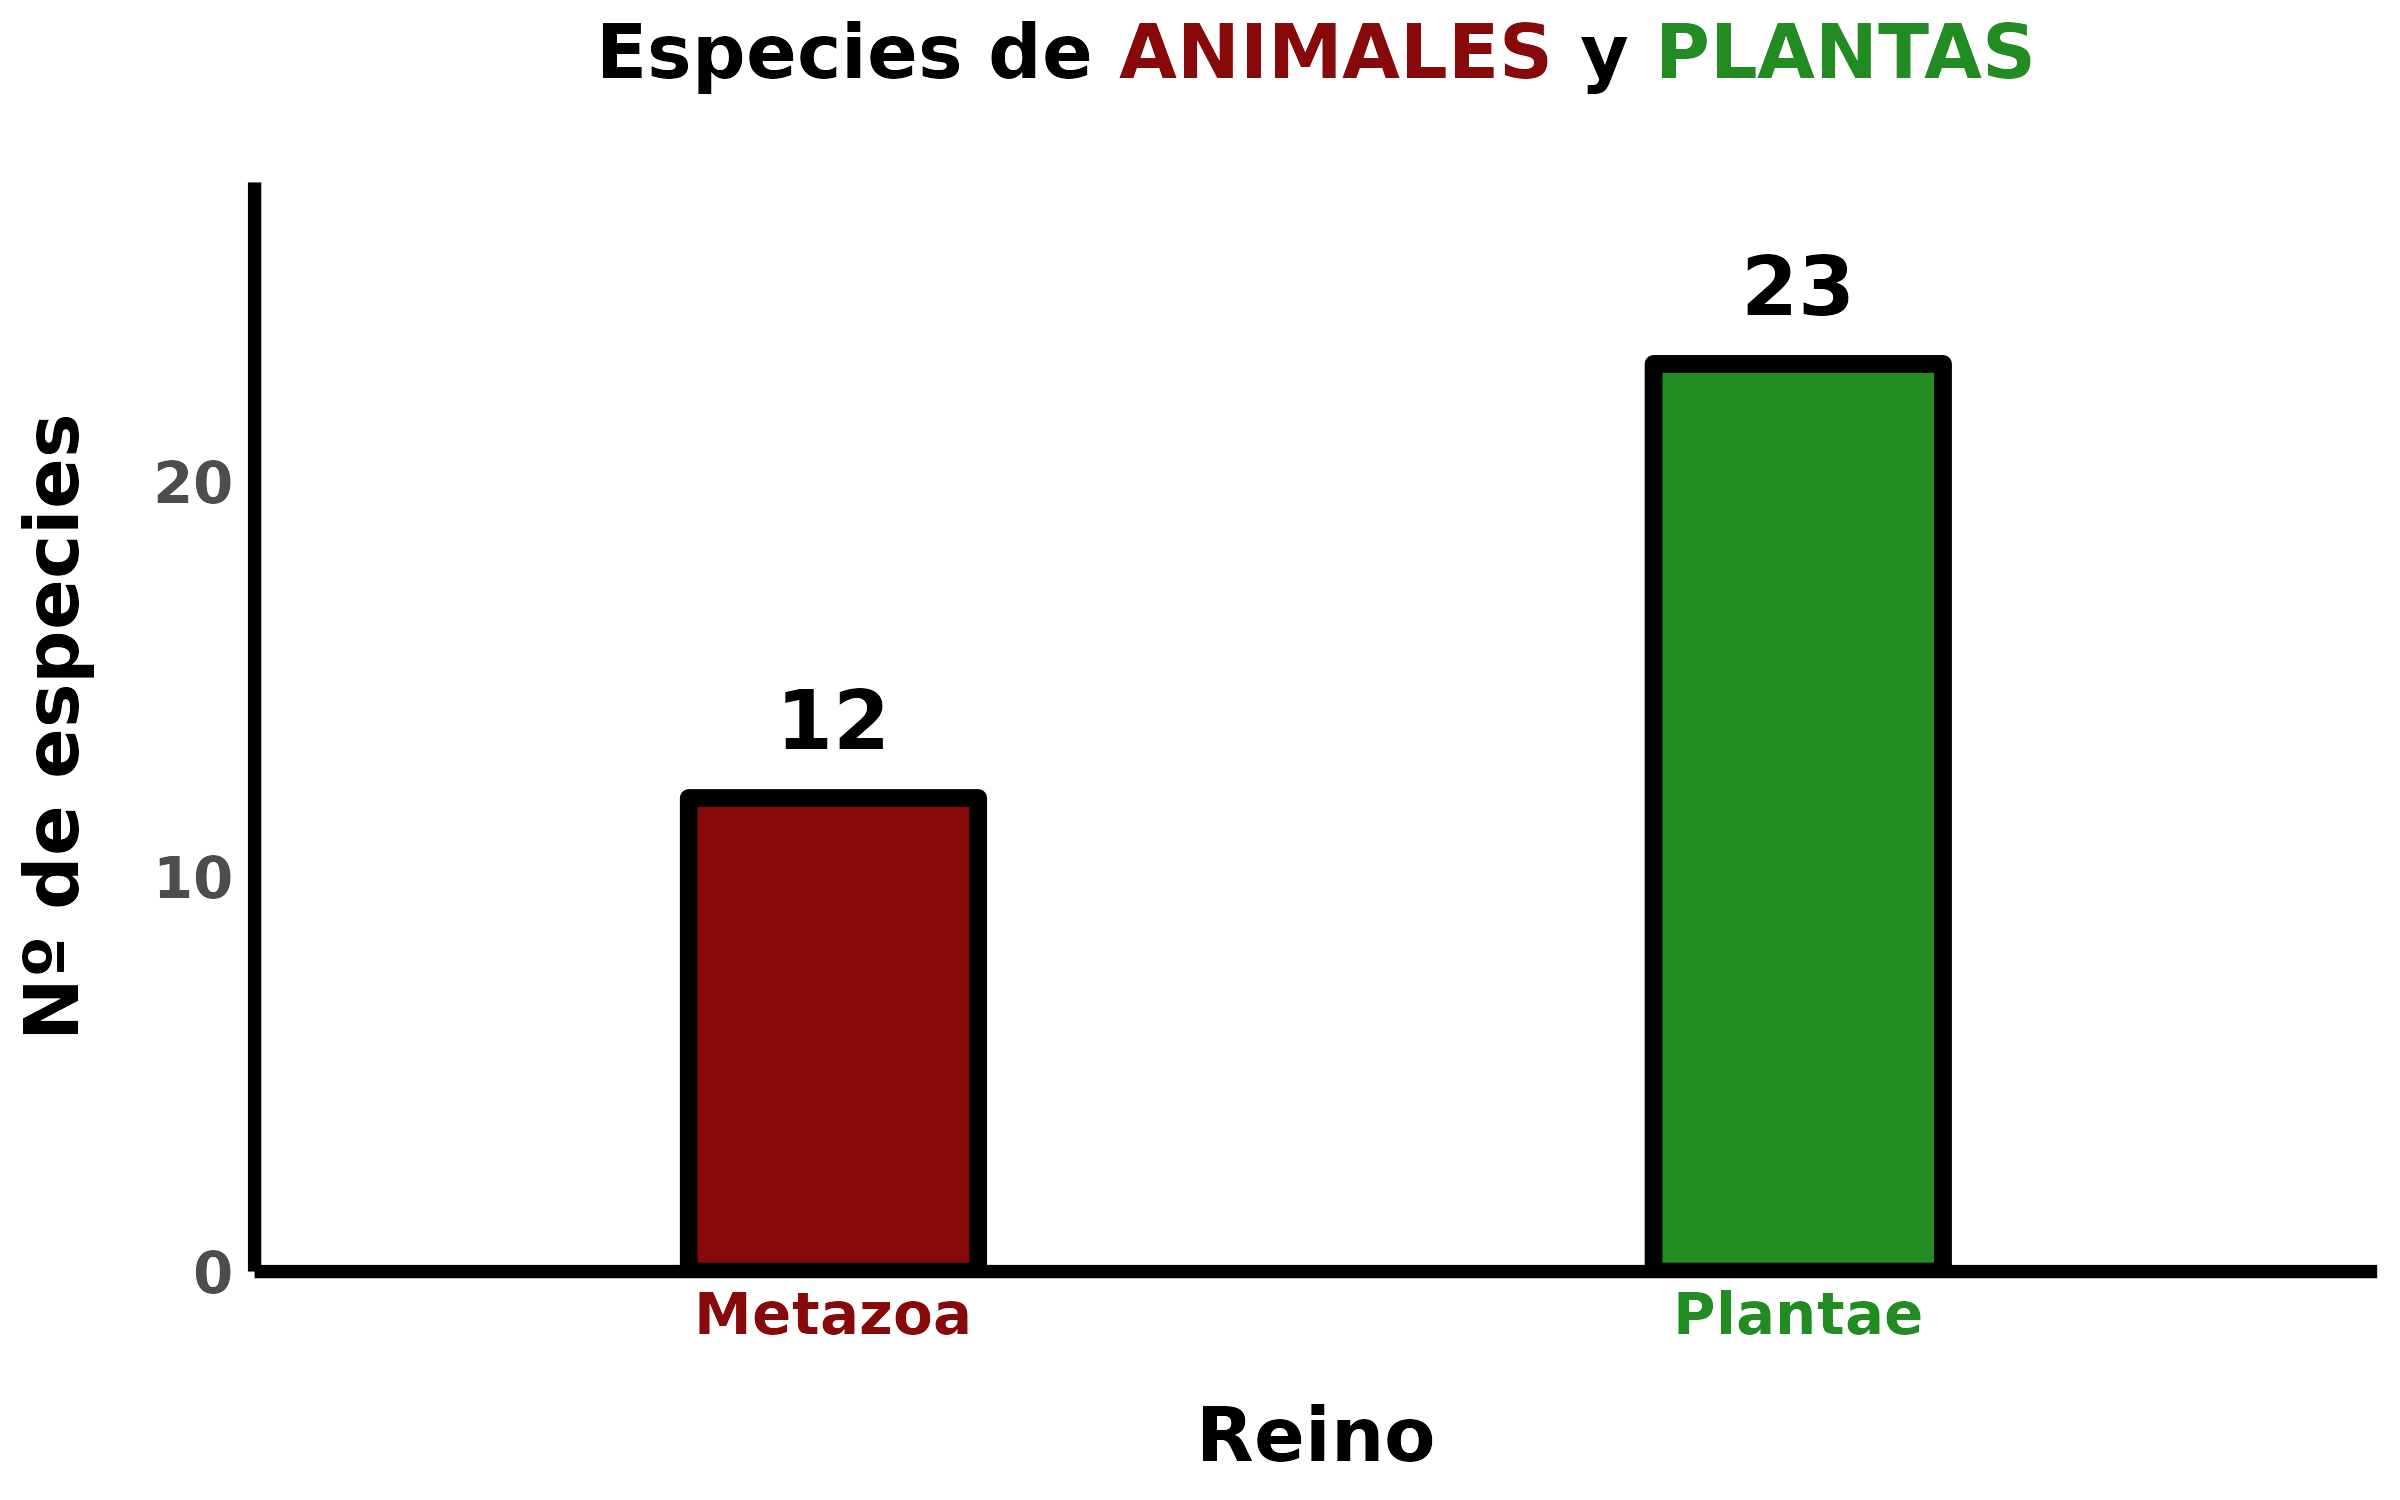 Especies de ANIMALES y PLANTAS
Nº de especies
20
10
0
12
23
Metazoa
Plantae
Reino